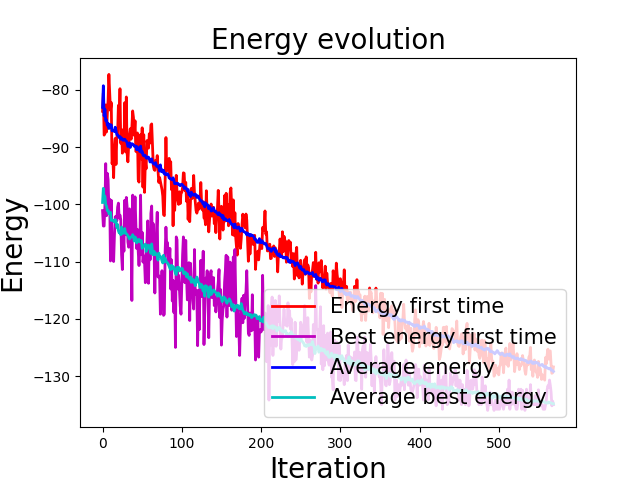 Energy evolution
Energy
−80
−90
−100
−110
−120
−130
Energy first time
Best energy first time
Average energy
Average best energy
0 100 200 300 400 500
Iteration